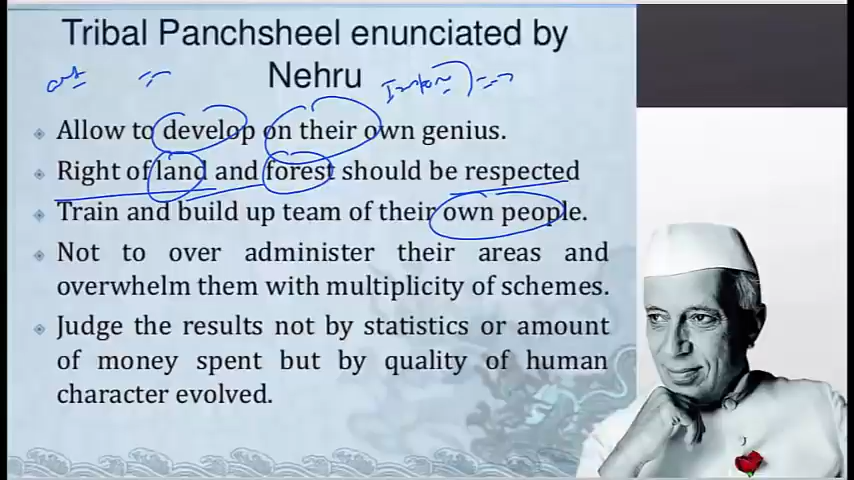 Tribal Panchsheel enunciated by
Nehru
Allow to develop on their own genius.
Right of land and forest should be respected
Train and build up team of their own people.
Not to over administer their areas and
overwhelm them with multiplicity of schemes.
Judge the results not by statistics or amount
of money spent but by quality of human
character evolved.